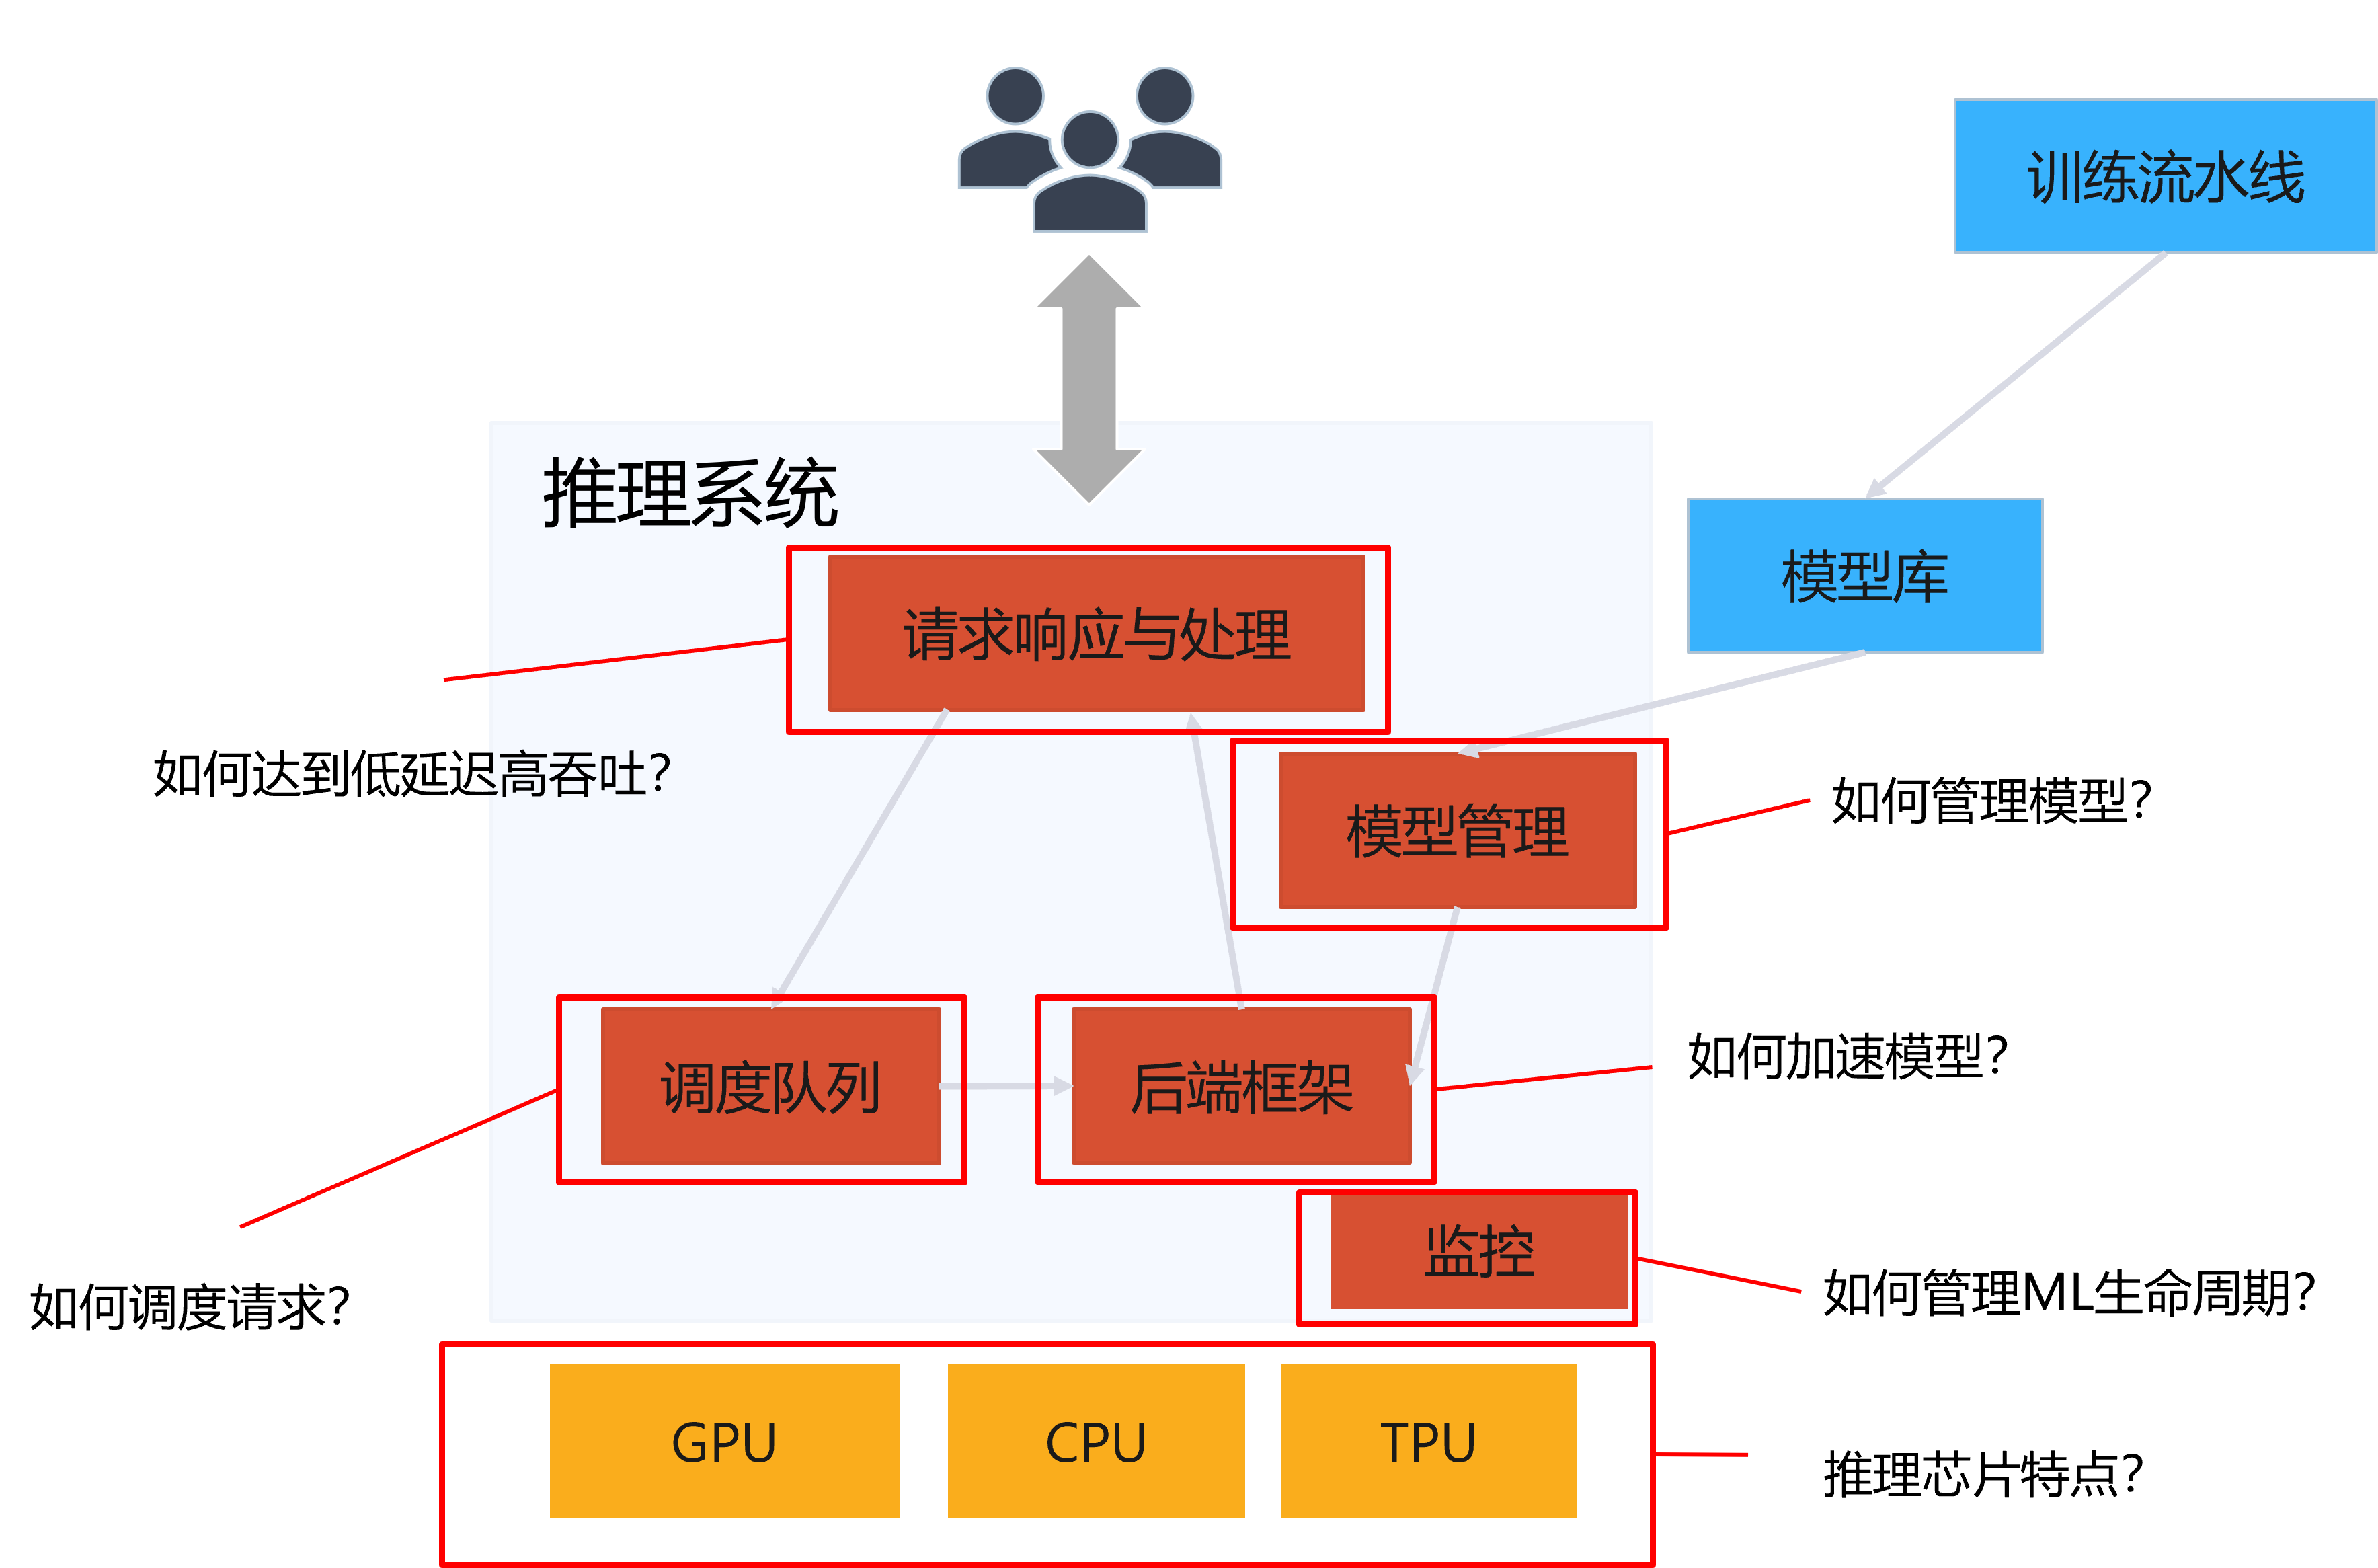 训练流水线
推理系统
模型库
请求响应与处理
如何达到低延迟高吞吐？
模型管理
如何管理模型？
调度队列
后端框架
如何加速模型？
监控
如何调度请求？
如何管理ML生命周期？
GPU
CPU
TPU
推理芯片特点？